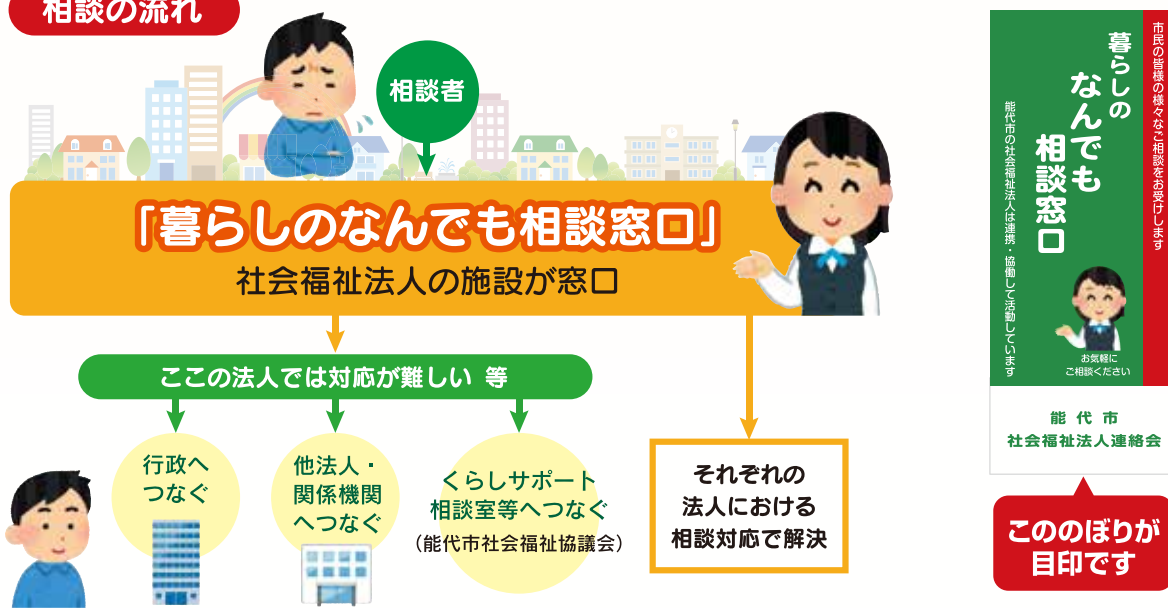 相談の流れ
相談者
「暮らしのなんでも相談窓口」
社会福祉法人の施設が窓口
ここの法人では対応が難しい 等
行政へ
つなぐ
他法人・
関係機関
へつなぐ
くらしサポート
相談室等へつなぐ
（能代市社会福祉協議会）
それぞれの
法人における
相談対応で解決
市民の皆様の様々なご相談をお受けします
暮らしの
なんでも
相談窓口
能代市の社会福祉法人は連携・協働して活動しています
お気軽に
ご相談ください
能代市
社会福祉法人連絡会
こののぼりが
目印です